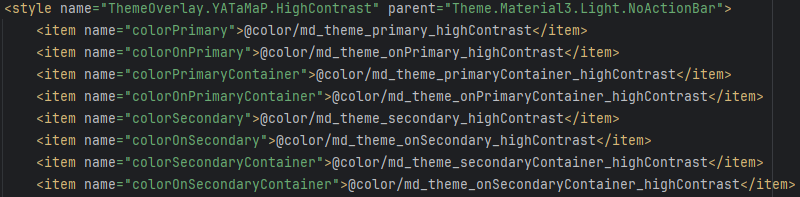 <style name="ThemeOverlay.YATaMaP.HighContrast" parent="Theme.Material3.Light.NoActionBar">
<item name="colorPrimary">@color/md_theme_primary_highContrast</item>
<item name="colorOnPrimary">@color/md_theme_onPrimary_highContrast</item>
<item name="colorPrimaryContainer">@color/md_theme_primaryContainer_highContrast</item>
<item name="colorOnPrimaryContainer">@color/md_theme_onPrimaryContainer_highContrast</item>
<item name="colorSecondary">@color/md_theme_secondary_highContrast</item>
<item name="colorOnSecondary">@color/md_theme_onSecondary_highContrast</item>
<item name="colorSecondaryContainer">@color/md_theme_secondaryContainer_highContrast</item>
<item name="colorOnSecondaryContainer">@color/md_theme_onSecondaryContainer_highContrast</item>